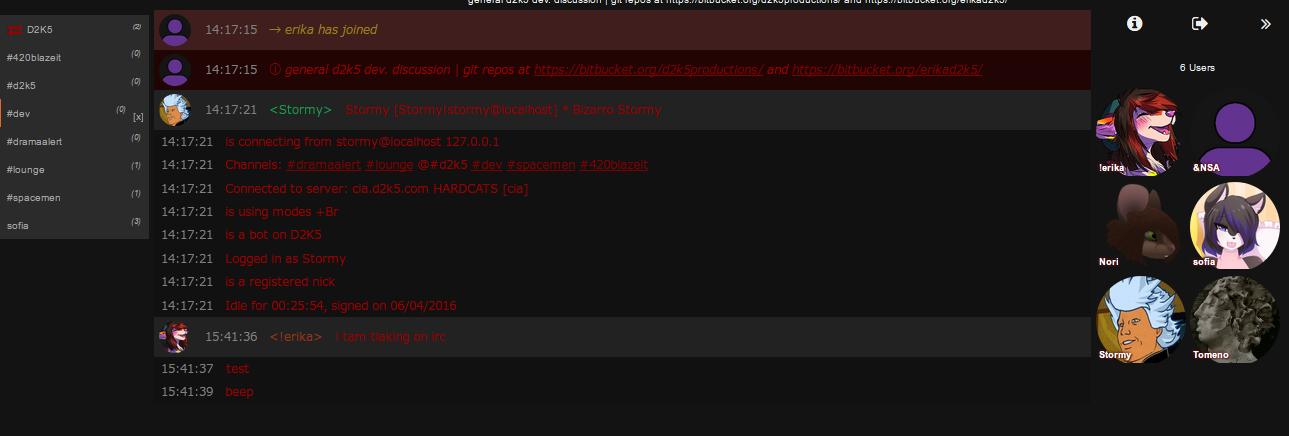 general d2k5 dev. discussion | git repos at https://bitbucket.org/d2k5productions/ and https://bitbucket.org/erikad2k5/
D2K5 (2)
#420blazeit (0)
#d2k5 (0)
#dev (0) [x]
#dramaalert (0)
#lounge (1)
#spacemen (1)
sofia (3)
14:17:15 → erika has joined
14:17:15 ⓘ general d2k5 dev. discussion | git repos at https://bitbucket.org/d2k5productions/ and https://bitbucket.org/erikad2k5/
14:17:21 <Stormy> Stormy [Stormy!stormy@localhost] * Bizarro Stormy
14:17:21 is connecting from stormy@localhost 127.0.0.1
14:17:21 Channels: #dramaalert #lounge @#d2k5 #dev #spacemen #420blazeit
14:17:21 Connected to server: cia.d2k5.com HARDCATS [cia]
14:17:21 is using modes +Br
14:17:21 is a bot on D2K5
14:17:21 Logged in as Stormy
14:17:21 is a registered nick
14:17:21 Idle for 00:25:54, signed on 06/04/2016
15:41:36 <!erika> i tam tlaking on irc
15:41:37 test
15:41:39 beep
6 Users
!erika
&NSA
Nori
sofia
Stormy
Tomeno